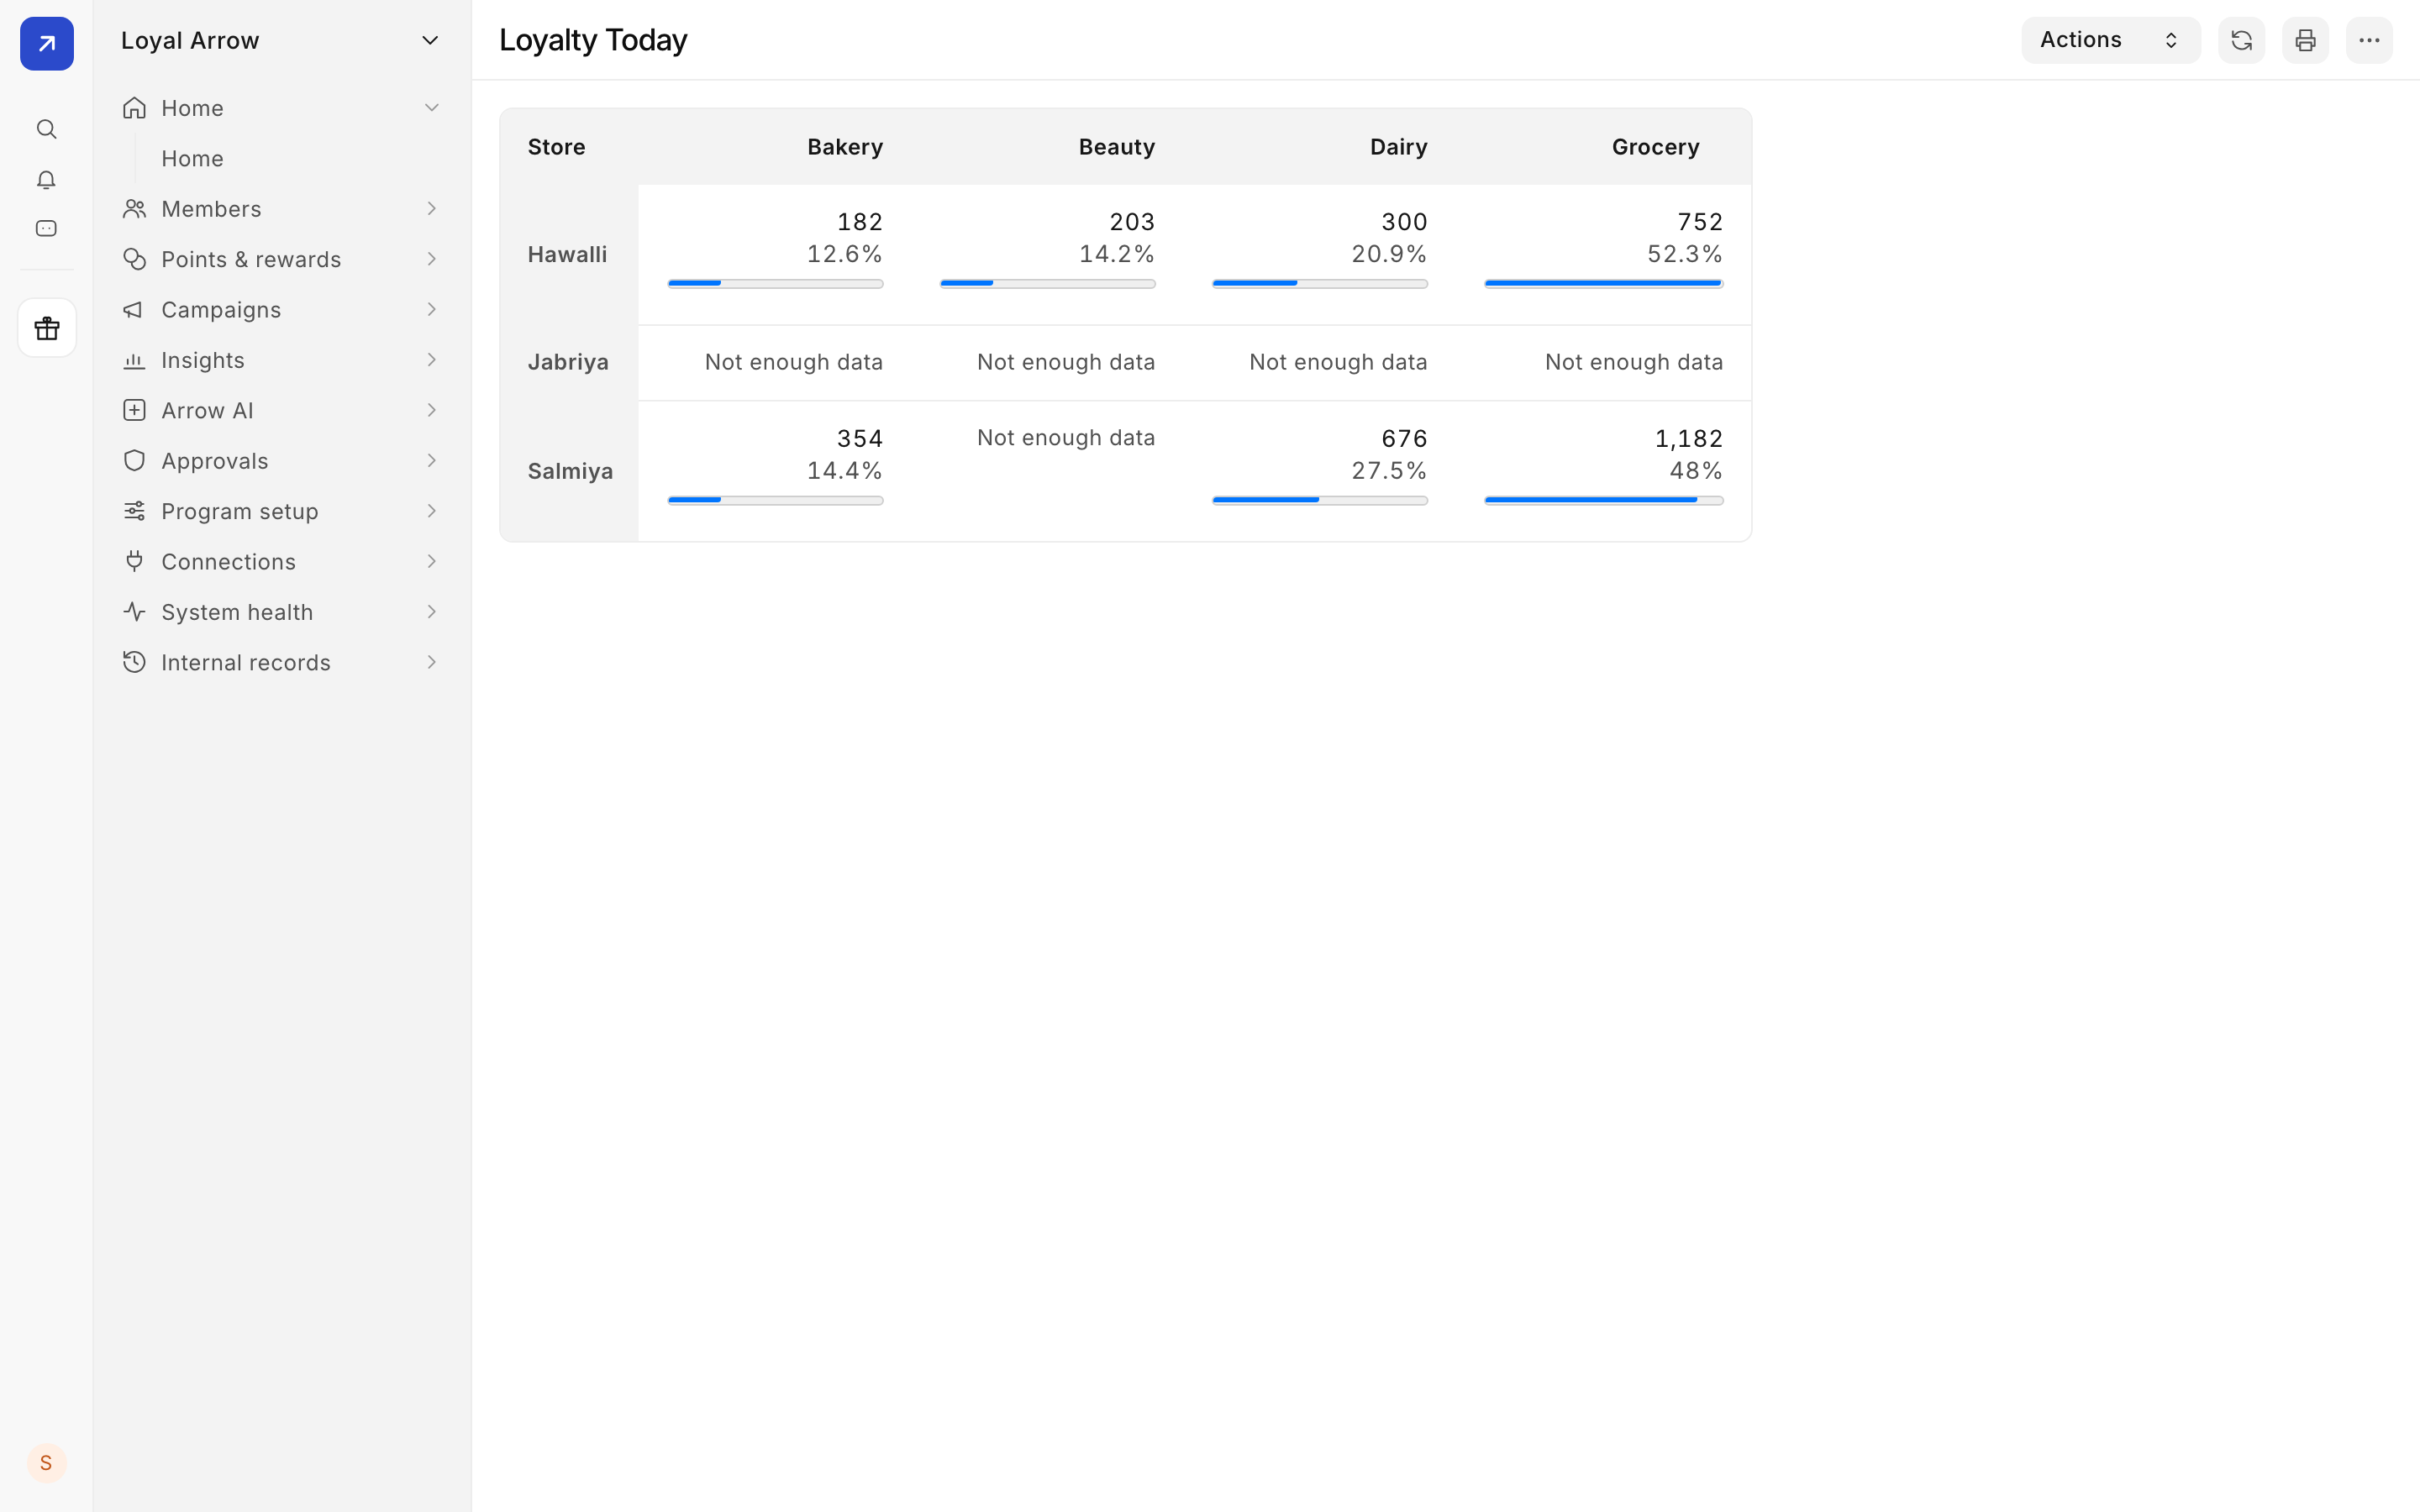 Loyal Arrow
Home
Home
Members
Points & rewards
Campaigns
Insights
Arrow AI
Approvals
Program setup
Connections
System health
Internal records
S
Loyalty Today
Actions
Store Bakery Beauty Dairy Grocery
Hawalli
182 203 300 752
12.6% 14.2% 20.9% 52.3%
Jabriya Not enough data Not enough data Not enough data Not enough data
Salmiya
354 Not enough data 676 1,182
14.4% 27.5% 48%